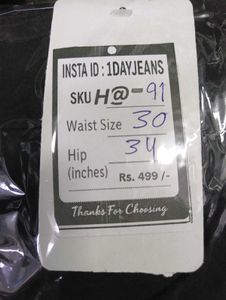 INSTA ID : 1DAYJEANS
SKU H@-91
Waist Size 30
Hip 34
(inches) Rs. 499 /-
Thanks For Choosing